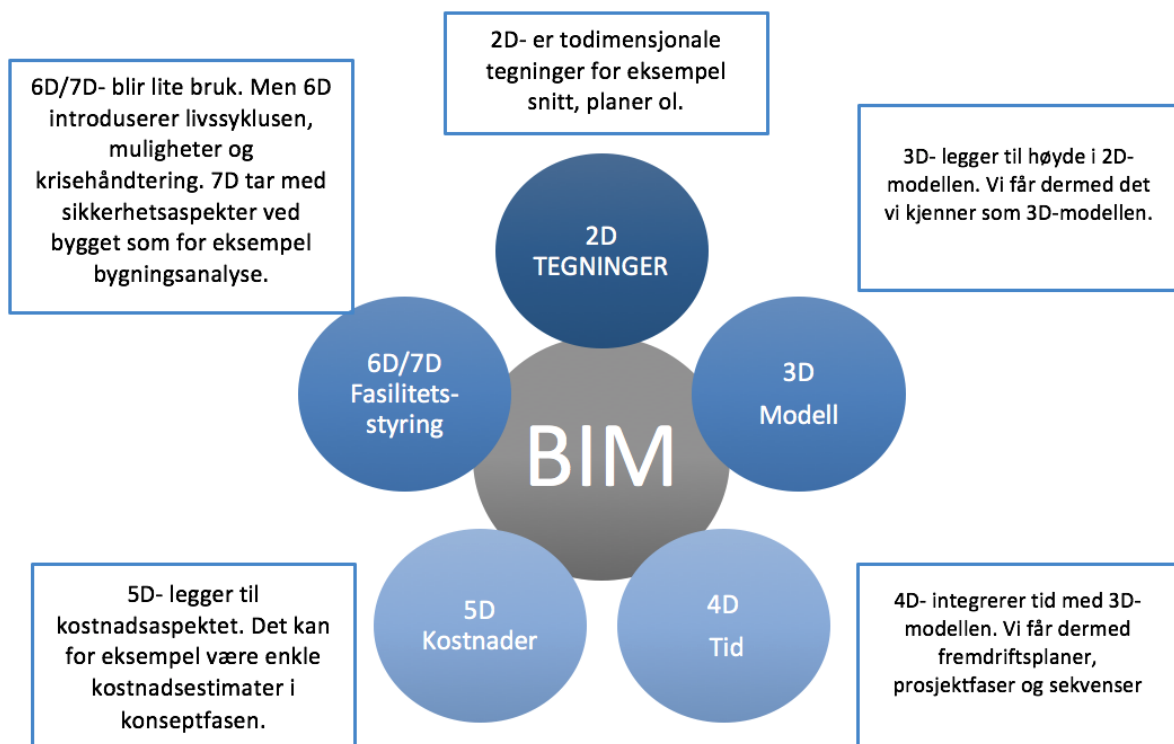 2D- er todimensjonale
tegninger for eksempel
snitt, planer ol.
6D/7D- blir lite bruk. Men 6D
introduserer livssyklusen,
muligheter og
krisehåndtering. 7D tar med
sikkerhetsaspekter ved
bygget som for eksempel
bygningsanalyse.
3D- legger til høyde i 2D-
modellen. Vi får dermed det
vi kjenner som 3D-modellen.
2D
TEGNINGER
6D/7D
Fasilitets-
styring
3D
Modell
BIM
5D
Kostnader
4D
Tid
5D- legger til
kostnadsaspektet. Det kan
for eksempel være enkle
kostnadsestimater i
konseptfasen.
4D- integrerer tid med 3D-
modellen. Vi får dermed
fremdriftsplaner,
prosjektfaser og sekvenser